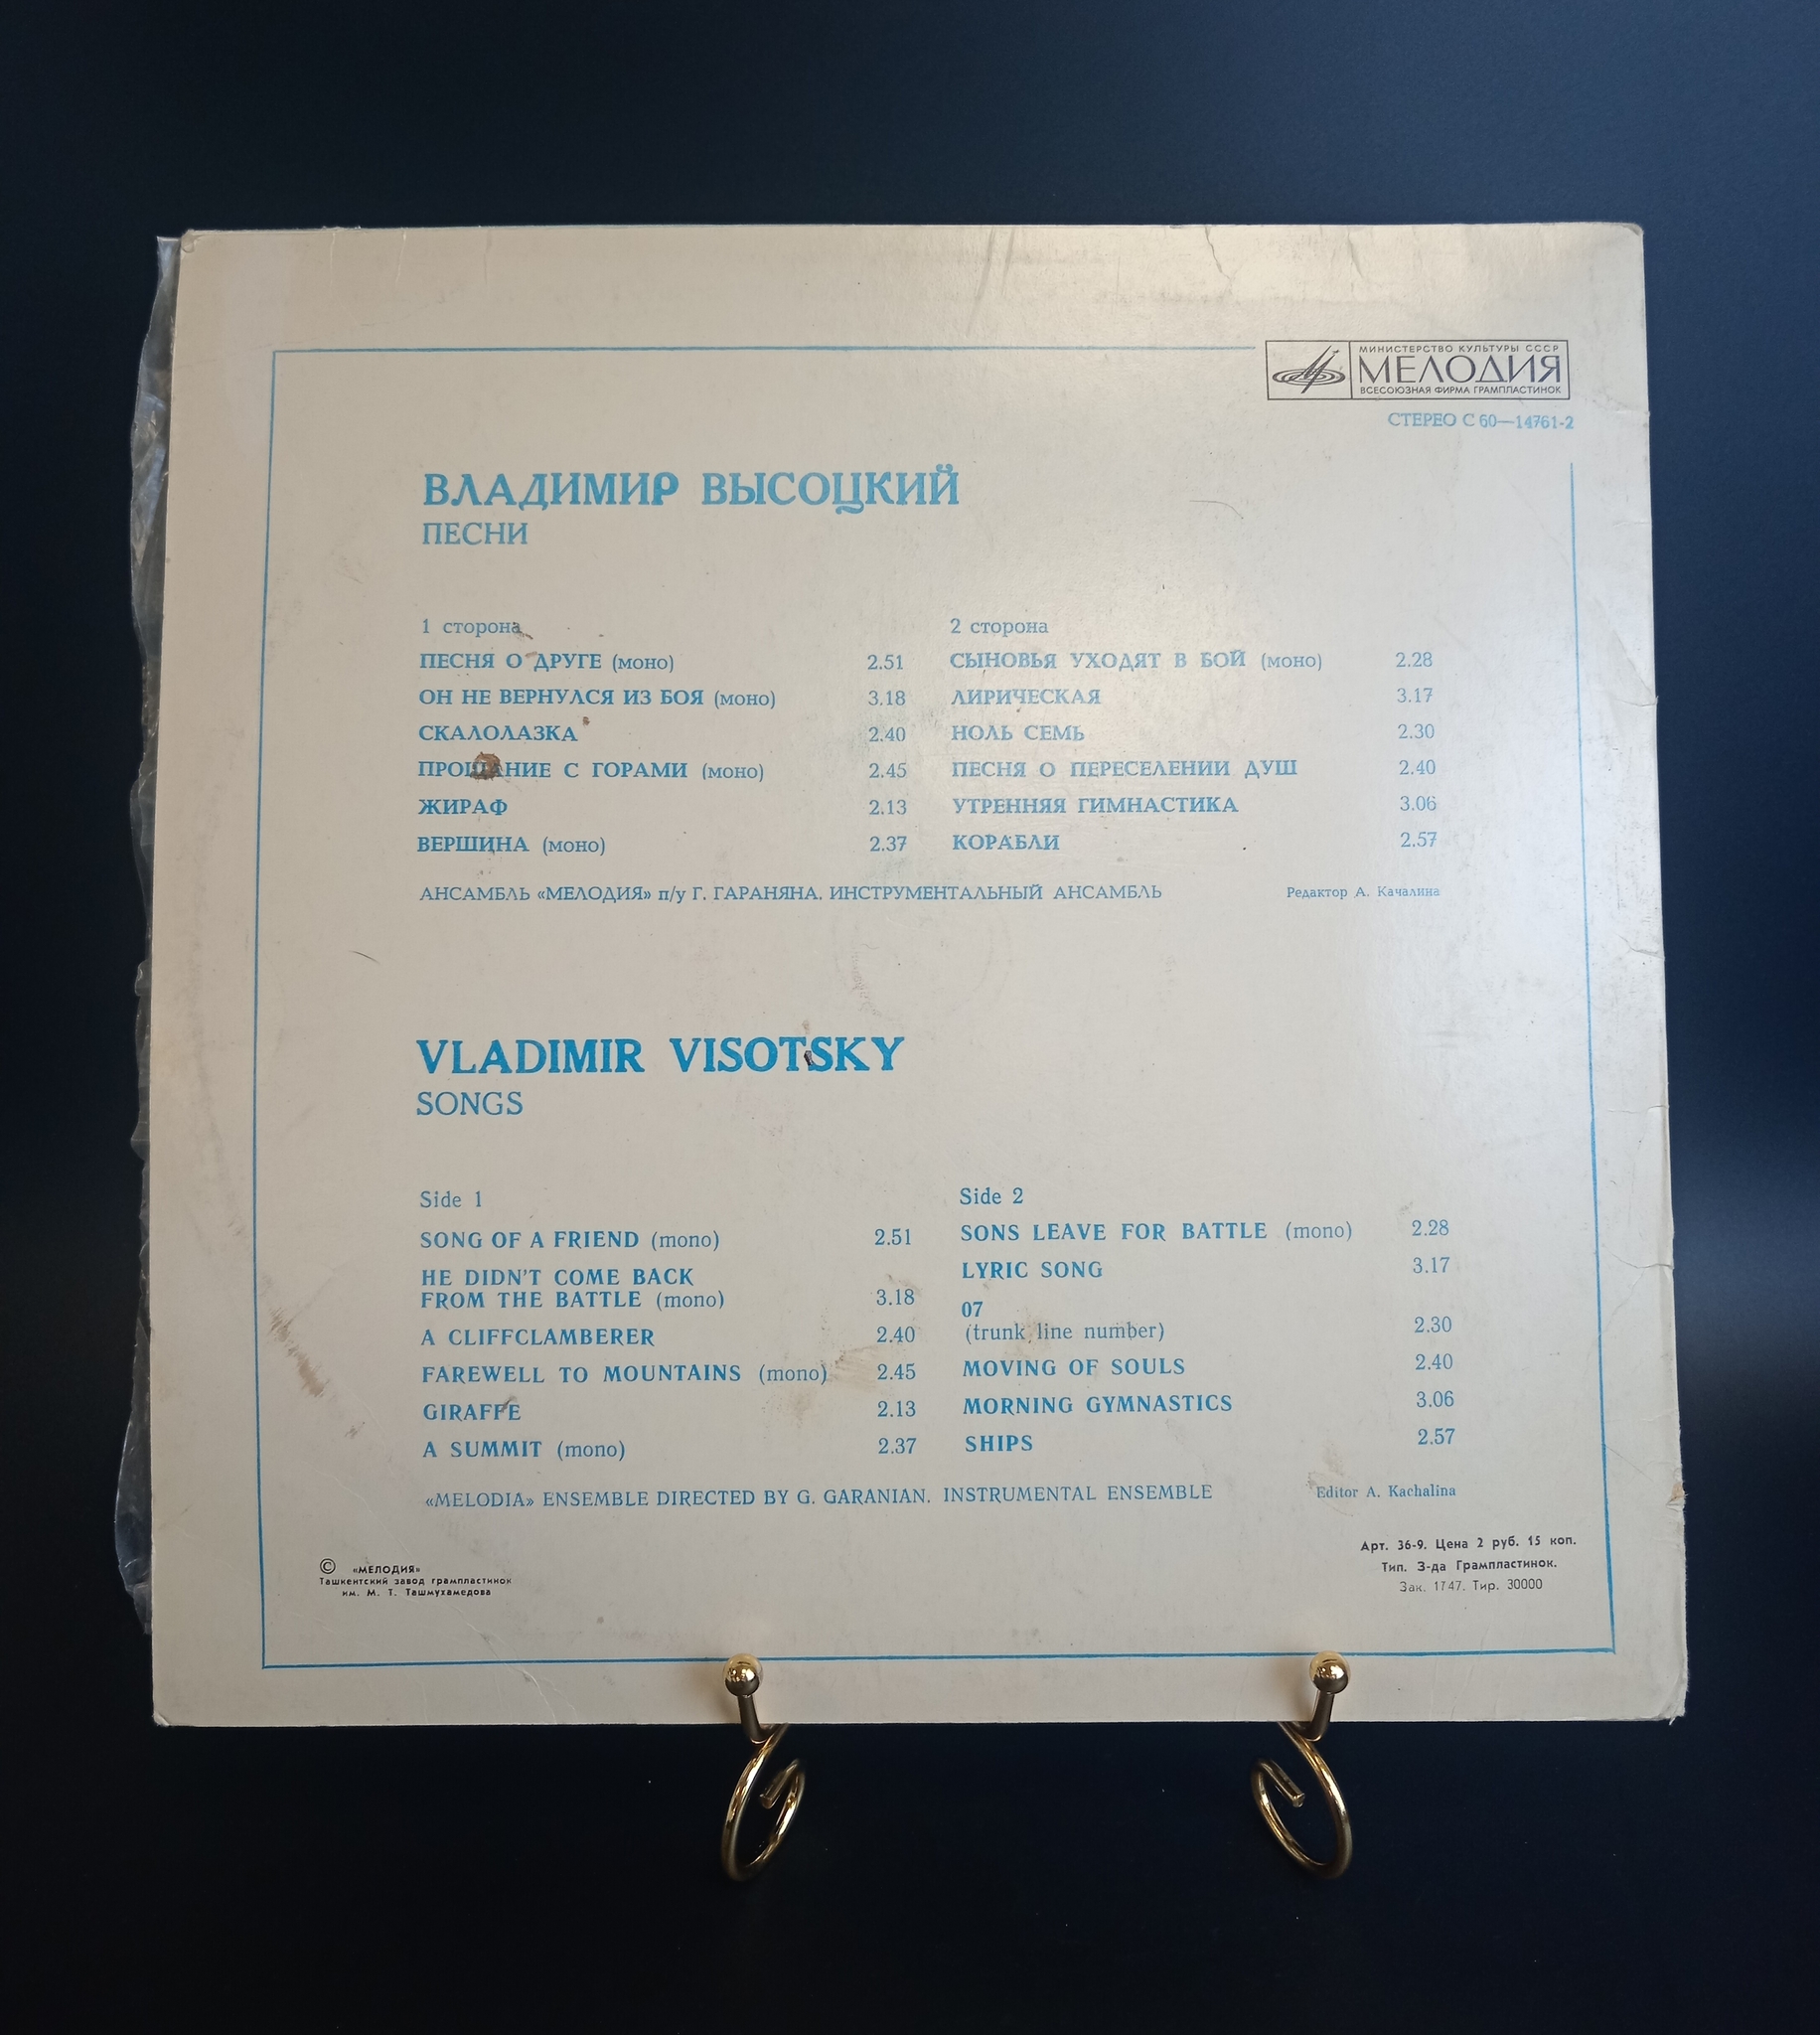 МИНИСТЕРСТВО КУЛЬТУРЫ СССР
МЕЛОДИЯ
ВСЕСОЮЗНАЯ ФИРМА ГРАМПЛАСТИНОК
СТЕРЕО С 60—14761-2
ВЛАДИМИР ВЫСОЦКИЙ
ПЕСНИ
1 сторона
ПЕСНЯ О ДРУГЕ (моно) 2.51
ОН НЕ ВЕРНУЛСЯ ИЗ БОЯ (моно) 3.18
СКАЛОЛАЗКА 2.40
ПРОЩАНИЕ С ГОРАМИ (моно) 2.45
ЖИРАФ 2.13
ВЕРШИНА (моно) 2.37
2 сторона
СЫНОВЬЯ УХОДЯТ В БОЙ (моно) 2.28
ЛИРИЧЕСКАЯ 3.17
НОЛЬ СЕМЬ 2.30
ПЕСНЯ О ПЕРЕСЕЛЕНИИ ДУШ 2.40
УТРЕННЯЯ ГИМНАСТИКА 3.06
КОРАБЛИ 2.57
АНСАМБЛЬ «МЕЛОДИЯ» п/у Г. ГАРАНЯНА. ИНСТРУМЕНТАЛЬНЫЙ АНСАМБЛЬ
Редактор А. Качалина
VLADIMIR VISOTSKY
SONGS
Side 1
SONG OF A FRIEND (mono) 2.51
HE DIDN'T COME BACK
FROM THE BATTLE (mono) 3.18
A CLIFFCLAMBERER 2.40
FAREWELL TO MOUNTAINS (mono) 2.45
GIRAFFE 2.13
A SUMMIT (mono) 2.37
Side 2
SONS LEAVE FOR BATTLE (mono) 2.28
LYRIC SONG 3.17
07
(trunk line number) 2.30
MOVING OF SOULS 2.40
MORNING GYMNASTICS 3.06
SHIPS 2.57
«MELODIA» ENSEMBLE DIRECTED BY G. GARANIAN. INSTRUMENTAL ENSEMBLE
Editor A. Kachalina
© «МЕЛОДИЯ»
Ташкентский завод грампластинок
им. М. Т. Ташмухамедова
Арт. 36-9. Цена 2 руб. 15 коп.
Тип. З-да Грампластинок.
Зак. 1747. Тир. 30000